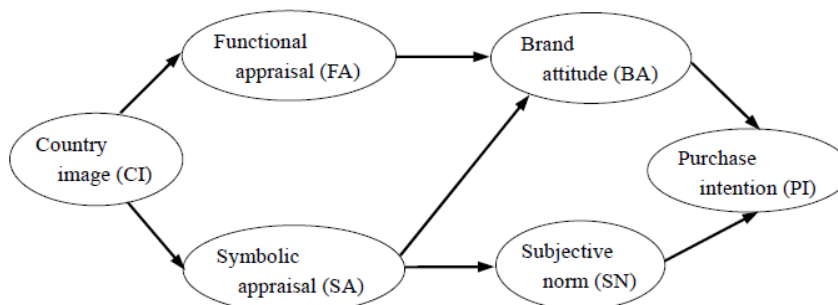 Functional
appraisal (FA)
Brand
attitude (BA)
Country
image (CI)
Purchase
intention (PI)
Symbolic
appraisal (SA)
Subjective
norm (SN)